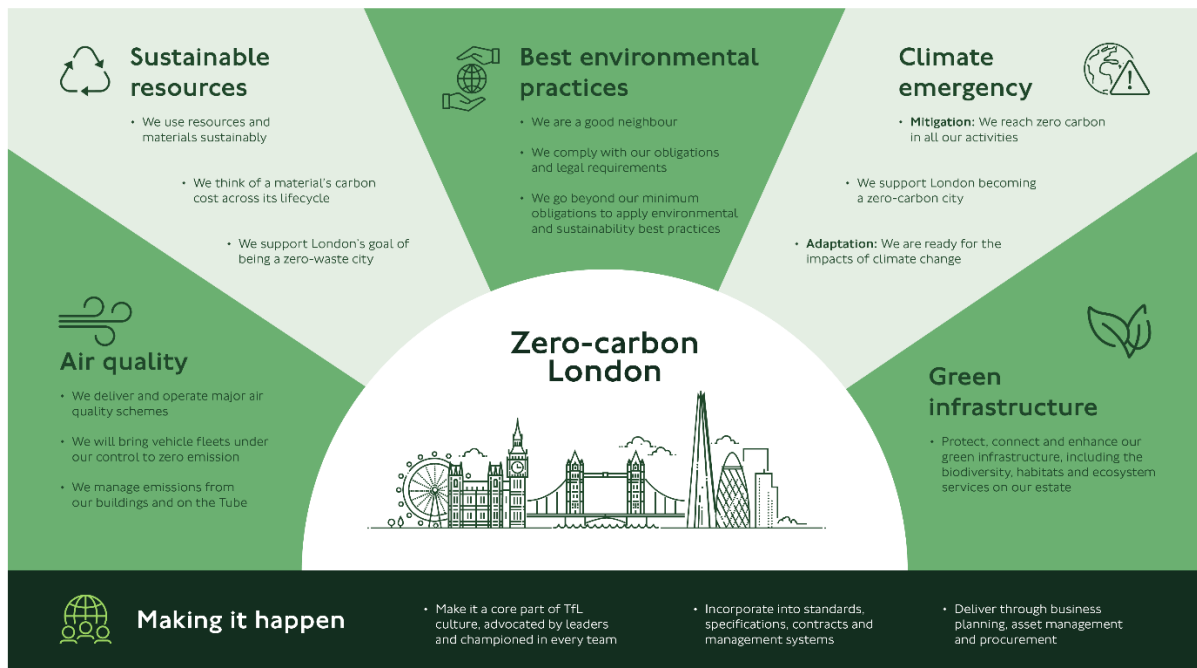 Sustainable
resources
• We use resources and
materials sustainably
• We think of a material's carbon
cost across its lifecycle
• We support London's goal of
being a zero-waste city
Best environmental
practices
• We are a good neighbour
• We comply with our obligations
and legal requirements
• We go beyond our minimum
obligations to apply environmental
and sustainability best practices
Climate
emergency
• Mitigation: We reach zero carbon
in all our activities
• We support London becoming
a zero-carbon city
• Adaptation: We are ready for the
impacts of climate change
Air quality
• We deliver and operate major air
quality schemes
• We will bring vehicle fleets under
our control to zero emission
• We manage emissions from
our buildings and on the Tube
Zero-carbon
London
Green
infrastructure
• Protect, connect and enhance our
green infrastructure, including the
biodiversity, habitats and ecosystem
services on our estate
Making it happen
• Make it a core part of TfL
culture, advocated by leaders
and championed in every team
• Incorporate into standards,
specifications, contracts and
management systems
• Deliver through business
planning, asset management
and procurement